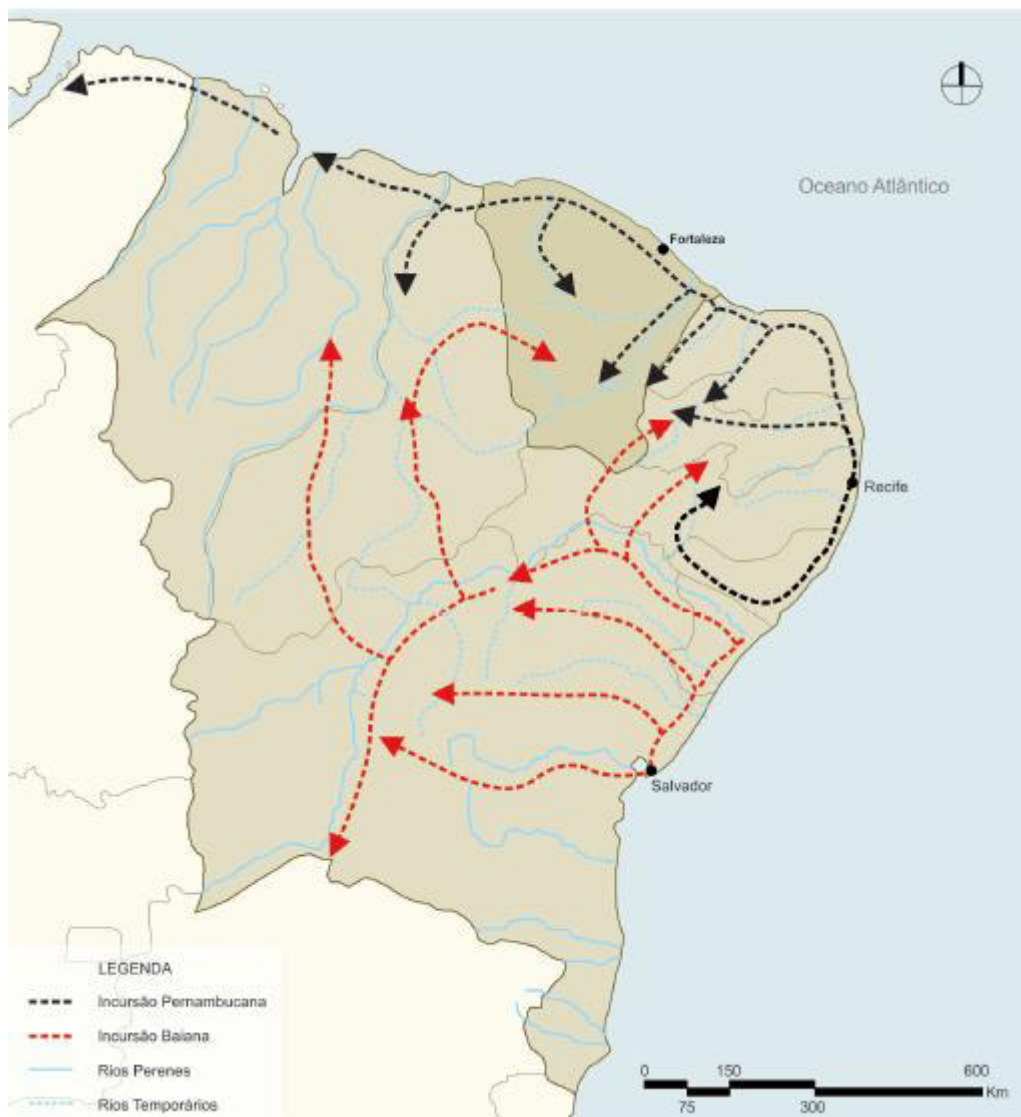 Oceano Atlântico
Fortaleza
Recife
Salvador
LEGENDA
Incursão Pernambucana
Incursão Baiana
Rios Perenes
Rios Temporários
0 150 600
Km
75 300